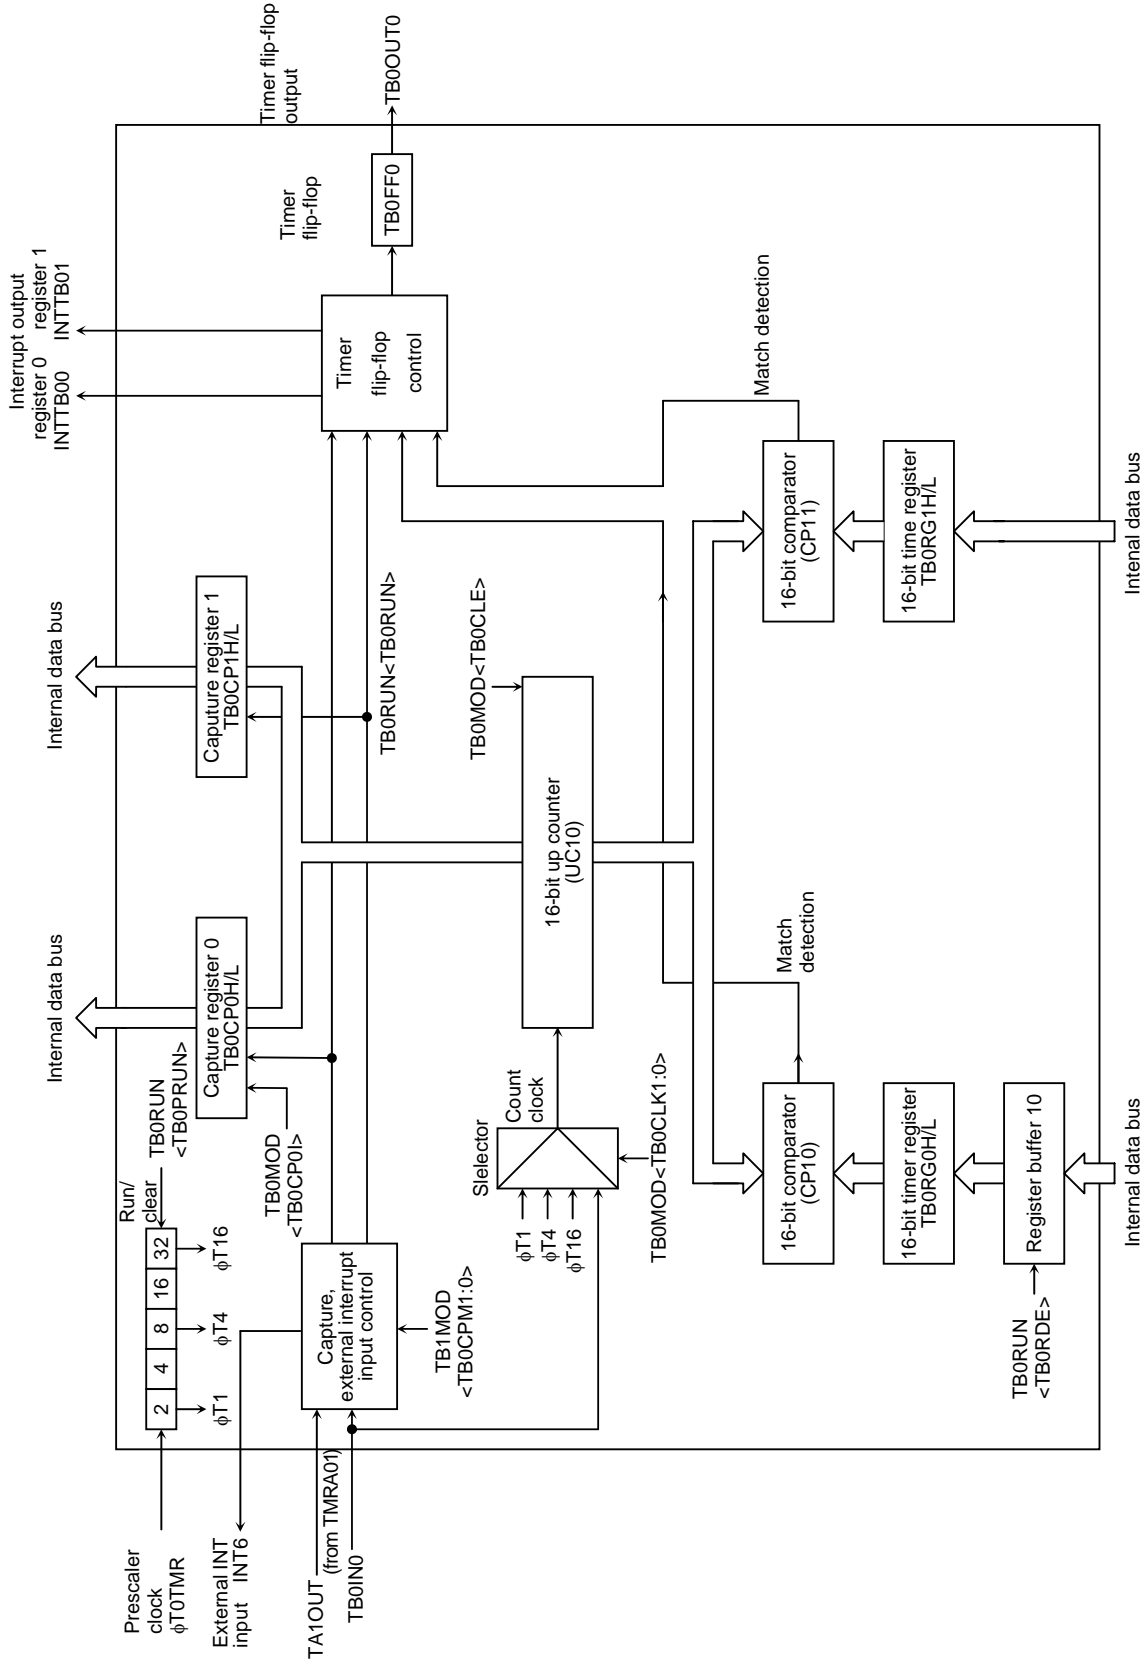 Prescaler
clock
φT0TMR
2
4
8
16
32
φT1
φT4
φT16
Run/
clear
TB0RUN
<TB0PRUN>
External INT
input INT6
TA1OUT
(from TMRA01)
TB0IN0
Capture,
external interrupt
input control
TB1MOD
<TB0CPM1:0>
TB0MOD
<TB0CP0I>
Internal data bus
Capture register 0
TB0CP0H/L
Internal data bus
Caputure register 1
TB0CP1H/L
TB0RUN<TB0RUN>
Interrupt output
register 0
register 1
INTTB00
INTTB01
Timer
flip-flop
control
Timer
flip-flop
TB0FF0
Timer flip-flop
output
TB0OUT0
Slelector
φT1
φT4
φT16
Count
clock
TB0MOD<TB0CLK1:0>
16-bit up counter
(UC10)
TB0MOD<TB0CLE>
Match
detection
Match detection
16-bit comparator
(CP10)
16-bit timer register
TB0RG0H/L
Register buffer 10
TB0RUN
<TB0RDE>
Internal data bus
16-bit comparator
(CP11)
16-bit time register
TB0RG1H/L
Intenal data bus